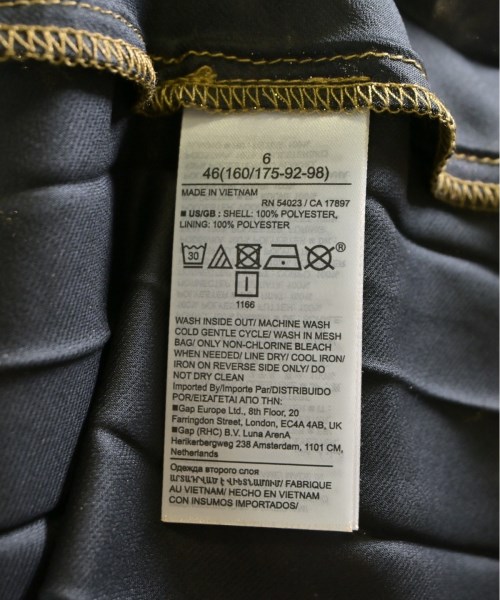 6
46(160/175-92-98)
MADE IN VIETNAM
RN 54023 / CA 17897
■ US/GB : SHELL: 100% POLYESTER,
LINING: 100% POLYESTER
30
®
I
1166
WASH INSIDE OUT/ MACHINE WASH
COLD GENTLE CYCLE/ WASH IN MESH
BAG/ ONLY NON-CHLORINE BLEACH
WHEN NEEDED/ LINE DRY/ COOL IRON/
IRON ON REVERSE SIDE ONLY/ DO
NOT DRY CLEAN
Imported By/Importe Par/DISTRIBUIDO
POR/ΕΙΣΑΓΕΤΑΙ ΑΠΟ ΤΗΝ:
■Gap Europe Ltd., 8th Floor, 20
Farringdon Street, London, EC4A 4AB, UK
■Gap (RHC) B.V. Luna ArenA
Herikerbergweg 238 Amsterdam, 1101 CM,
Netherlands
Одежда второго слоя
FABRIQUE
AU VIETNAM/ HECHO EN VIETNAM
CON INSUMOS IMPORTADOS/